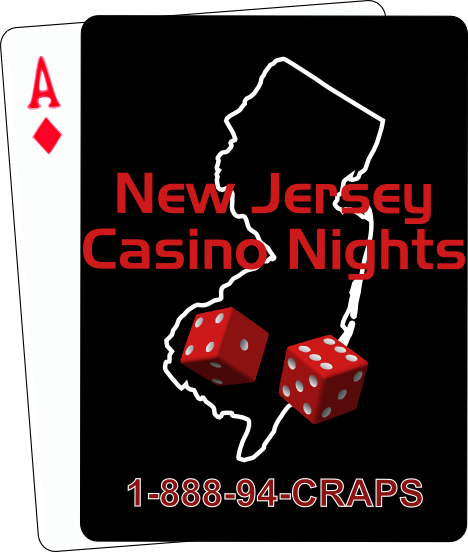 A
New Jersey
Casino Nights
1-888-94-CRAPS